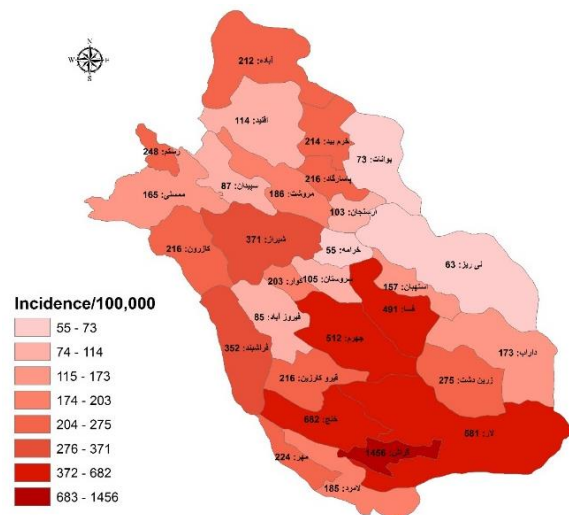 N
W
E
S
آباده: 212
اقلید: 114
خرم بید: 214
بوانات: 73
رستم: 248
پاسارگاد: 216
سپیدان: 87
ممسنی: 165
مرودشت: 186
ارسنجان: 103
شیراز: 371
خرامه: 55
کازرون: 216
نی ریز: 63
سروستان: 105
کوار: 203
استهبان: 157
فسا: 491
فیروز آباد: 85
جهرم: 512
فراشبند: 352
داراب: 173
زرین دشت: 275
قیرو کارزین: 216
خنج: 682
لار: 681
گراش: 1456
مهر: 224
لامرد: 185
Incidence/100,000
55 - 73
74 - 114
115 - 173
174 - 203
204 - 275
276 - 371
372 - 682
683 - 1456